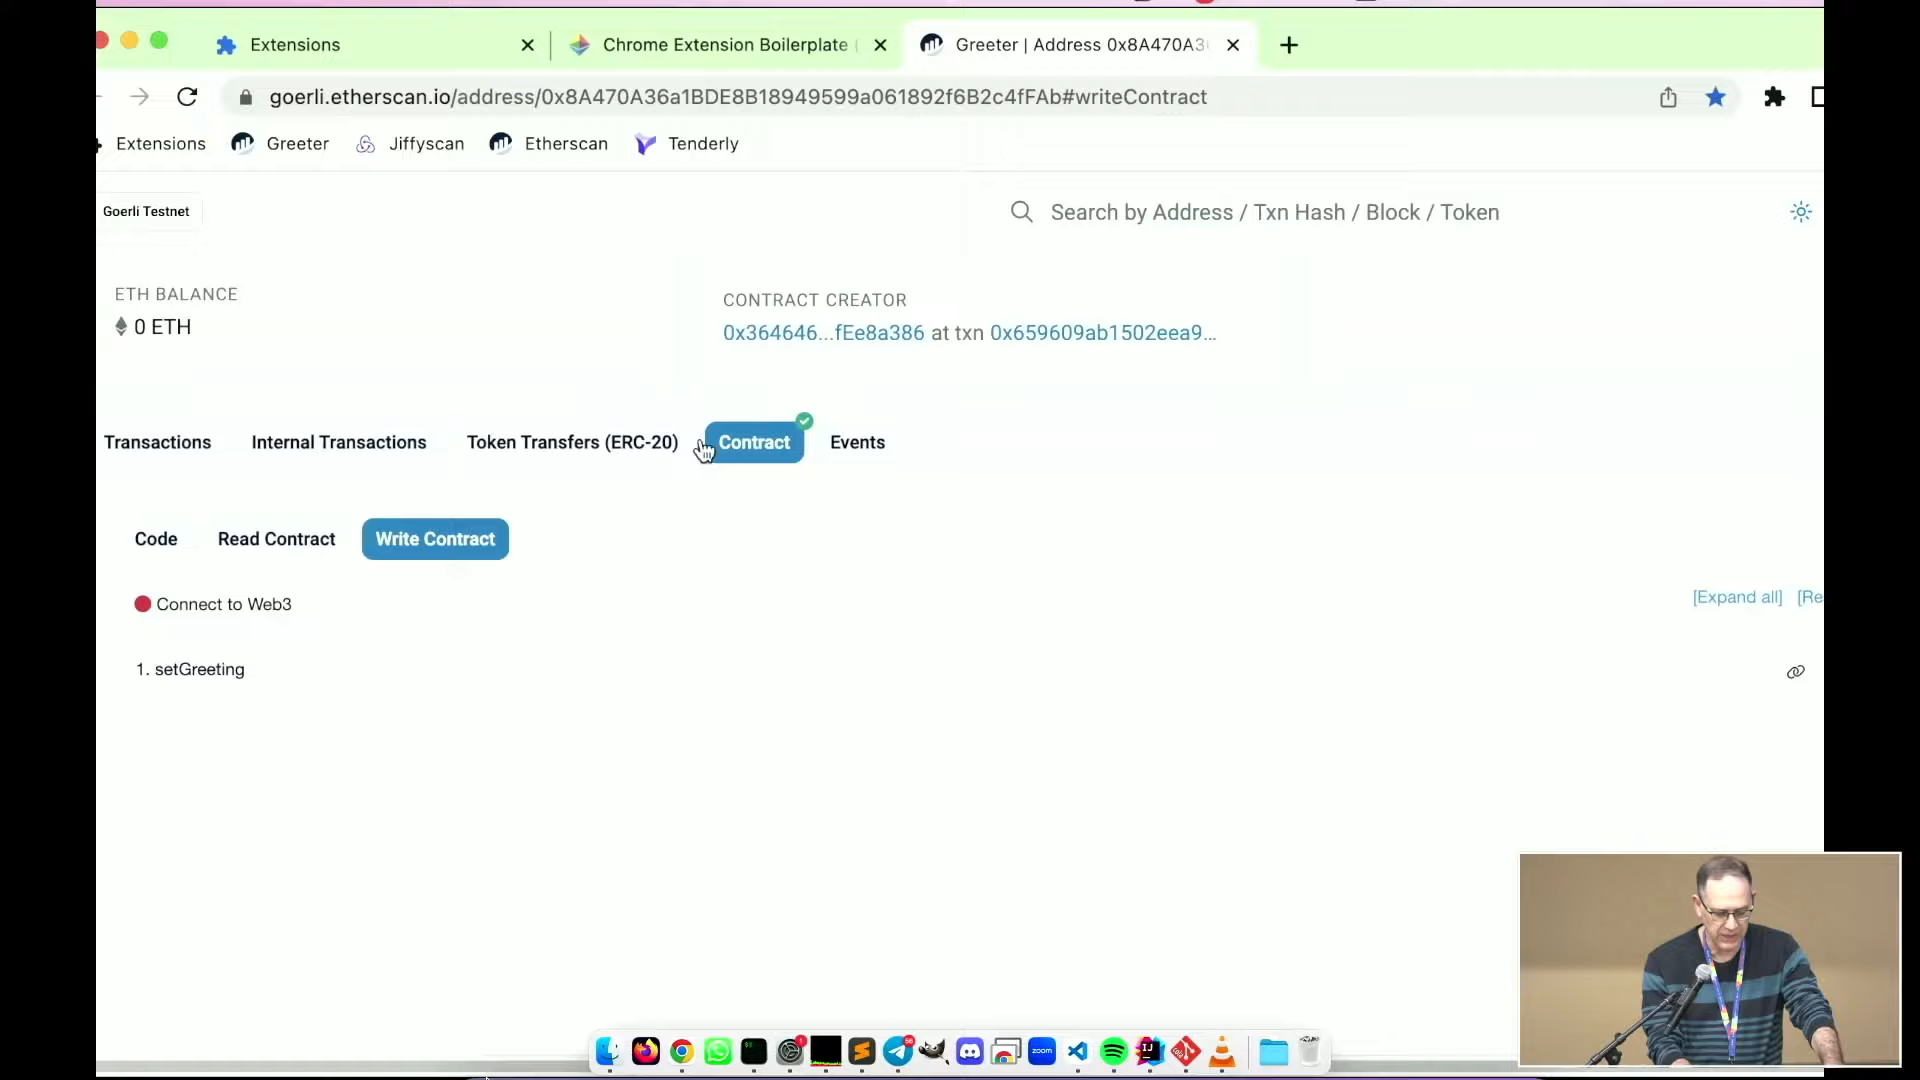 Extensions
Chrome Extension Boilerplate
Greeter | Address 0x8A470A3
goerli.etherscan.io/address/0x8A470A36a1BDE8B18949599a061892f6B2c4fFAb#writeContract
Extensions Greeter Jiffyscan Etherscan Tenderly
Goerli Testnet
Search by Address / Txn Hash / Block / Token
ETH BALANCE
0 ETH
CONTRACT CREATOR
0x364646...fEe8a386 at txn 0x659609ab1502eea9...
Transactions Internal Transactions Token Transfers (ERC-20) Contract Events
Code Read Contract Write Contract
Connect to Web3
[Expand all] [Re
1. setGreeting
zoom